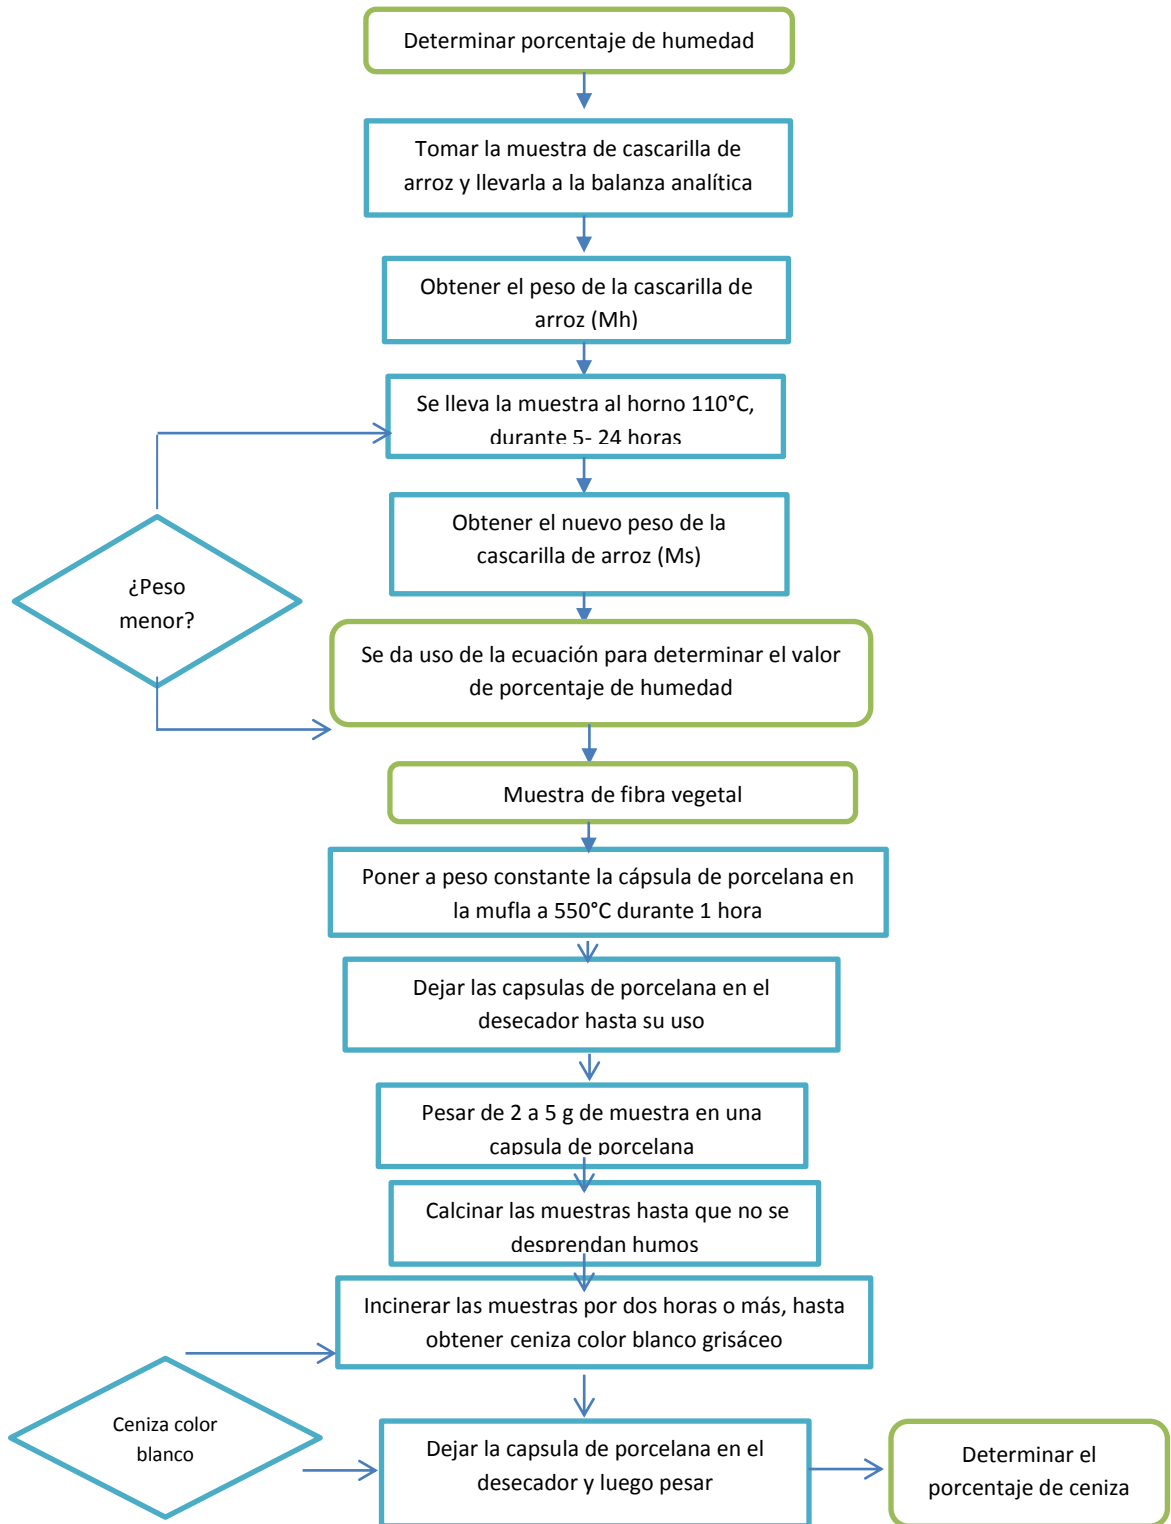 Determinar porcentaje de humedad
Tomar la muestra de cascarilla de
arroz y llevarla a la balanza analítica
Obtener el peso de la cascarilla de
arroz (Mh)
Se lleva la muestra al horno 110°C,
durante 5- 24 horas
Obtener el nuevo peso de la
cascarilla de arroz (Ms)
¿Peso
menor?
Se da uso de la ecuación para determinar el valor
de porcentaje de humedad
Muestra de fibra vegetal
Poner a peso constante la cápsula de porcelana en
la mufla a 550°C durante 1 hora
Dejar las capsulas de porcelana en el
desecador hasta su uso
Pesar de 2 a 5 g de muestra en una
capsula de porcelana
Calcinar las muestras hasta que no se
desprendan humos
Incinerar las muestras por dos horas o más, hasta
obtener ceniza color blanco grisáceo
Ceniza color
blanco
Dejar la capsula de porcelana en el
desecador y luego pesar
Determinar el
porcentaje de ceniza